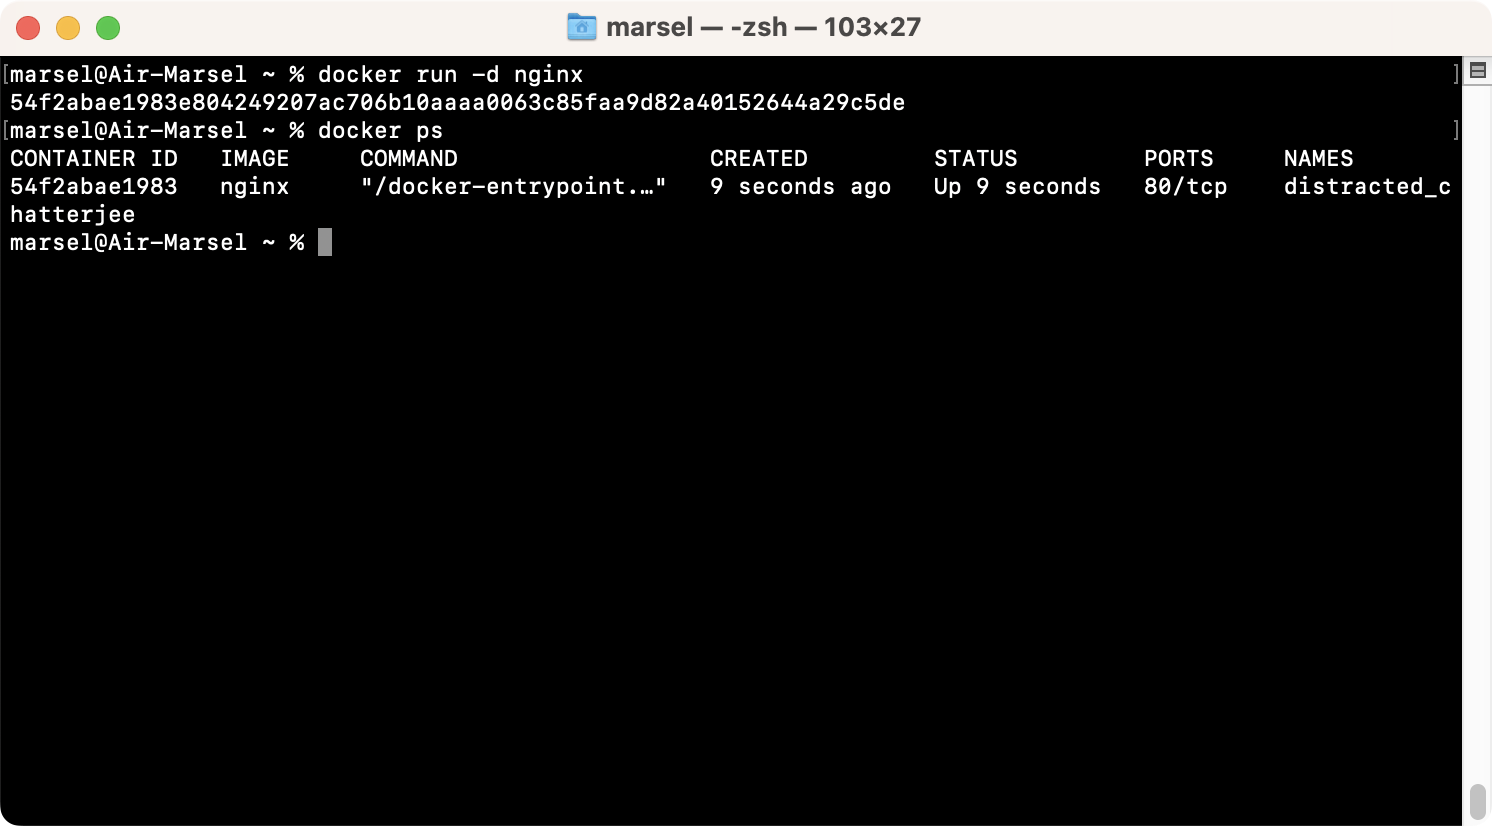 marsel — -zsh — 103×27
[marsel@Air-Marsel ~ % docker run -d nginx ]
54f2abae1983e804249207ac706b10aaaa0063c85faa9d82a40152644a29c5de
[marsel@Air-Marsel ~ % docker ps ]
CONTAINER ID   IMAGE     COMMAND                  CREATED         STATUS         PORTS     NAMES
54f2abae1983   nginx     "/docker-entrypoint.…"   9 seconds ago   Up 9 seconds   80/tcp    distracted_c
hatterjee
marsel@Air-Marsel ~ %